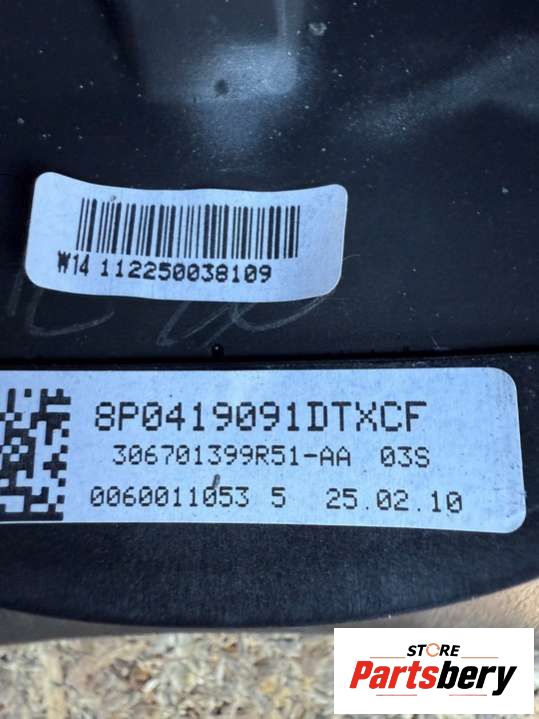 W14 112250038109
8P0419091DTXCF
306701399R51-AA 03S
0060011053 5 25.02.10
STORE
Partsbery